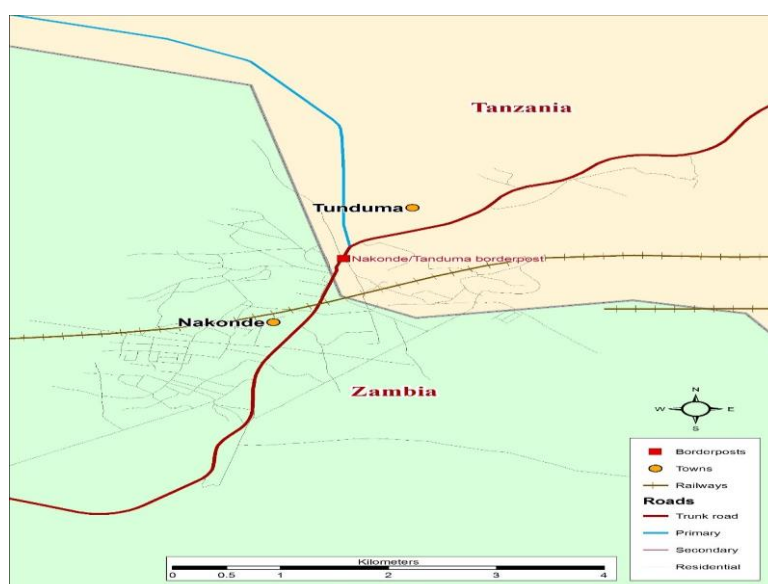 Tanzania
Tunduma
Nakonde/Tanduma borderpost
Nakonde
Zambia
N
W E
S
Borderposts
Towns
Railways
Roads
Trunk road
Primary
Secondary
Residential
Kilometers
0 0.5 1 2 3 4